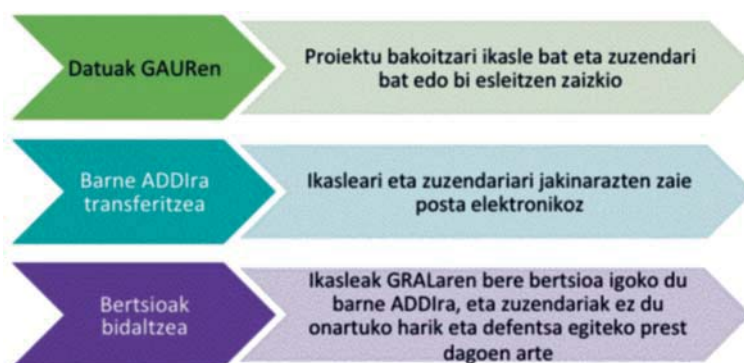 Datuak GAURen
Proiektu bakoitzari ikasle bat eta zuzendari
bat edo bi esleitzen zaizkio
Barne ADDIra
transferitzea
Ikasleari eta zuzendariari jakinarazten zaie
posta elektronikoz
Bertsioak
bidaltzea
Ikasleak GRALaren bere bertsioa igoko du
barne ADDIra, eta zuzendariak ez du
onartuko harik eta defentsa egiteko prest
dagoen arte